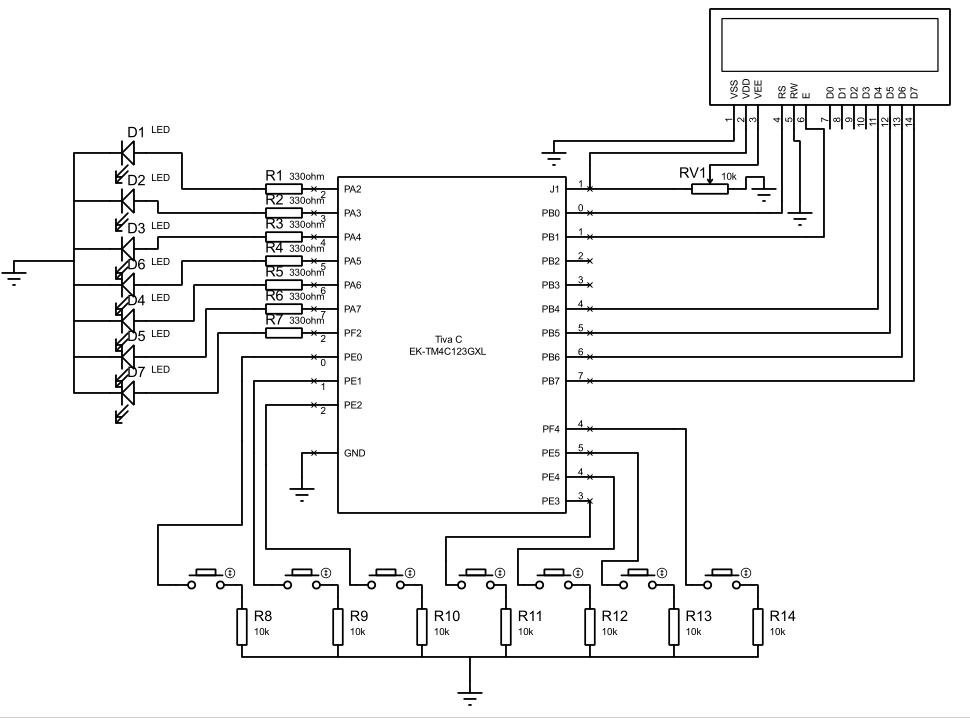 VSS VDD VEE RS RW E D0 D1 D2 D3 D4 D5 D6 D7
1 2 3 4 5 6 7 8 9 10 11 12 13 14
D1 LED
D2 LED
D3 LED
D6 LED
D4 LED
D5 LED
D7 LED
R1 330ohm
R2 330ohm
R3 330ohm
R4 330ohm
R5 330ohm
R6 330ohm
R7 330ohm
2 PA2
3 PA3
4 PA4
5 PA5
6 PA6
7 PA7
2 PF2
0 PE0
1 PE1
2 PE2
GND
Tiva C
EK-TM4C123GXL
J1 1
PB0 0
PB1 1
PB2 2
PB3 3
PB4 4
PB5 5
PB6 6
PB7 7
PF4 4
PE5 5
PE4 4
PE3 3
RV1 10k
R8 10k
R9 10k
R10 10k
R11 10k
R12 10k
R13 10k
R14 10k